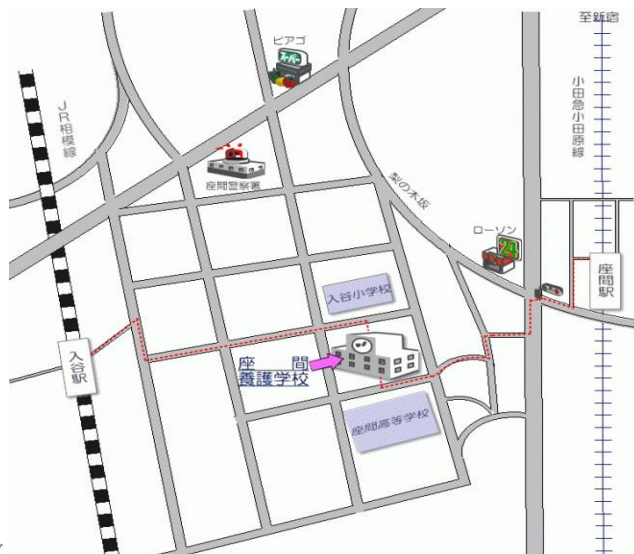 至新宿
ピアゴ
スーパー
小田急小田原線
JR相模線
座間警察署
梨の木坂
ローソン
24
座間駅
入谷小学校
入谷駅
座間
養護学校
座間高等学校